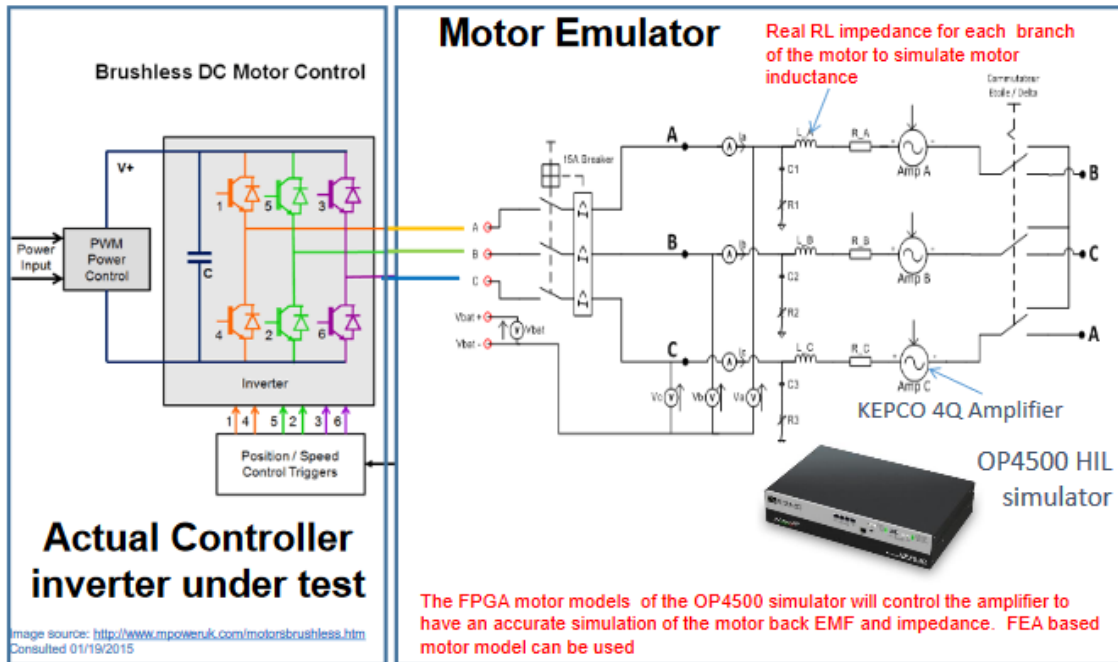 Motor Emulator
Real RL impedance for each branch
of the motor to simulate motor
inductance
Brushless DC Motor Control
V+
1
5
3
C
4
2
6
Inverter
Power
Input
PWM
Power
Control
1 4 5 2 3 6
Position / Speed
Control Triggers
Actual Controller
inverter under test
Image source: http://www.mpoweruk.com/motorsbrushless.htm
Consulted 01/19/2015
Commutateur
Etoile / Delta
15A Breaker
A
B
C
Vbat +
Vbat -
Vbat
V
A
A
Ia
L_A
R_A
Amp A
C1
R1
B
B
A
L_B
R_B
Amp B
C2
R2
C
C
A
L_C
R_C
Amp C
C3
R3
A
Vc
V
Vb
V
Va
V
KEPCO 4Q Amplifier
OP4500 HIL
simulator
The FPGA motor models of the OP4500 simulator will control the amplifier to
have an accurate simulation of the motor back EMF and impedance. FEA based
motor model can be used